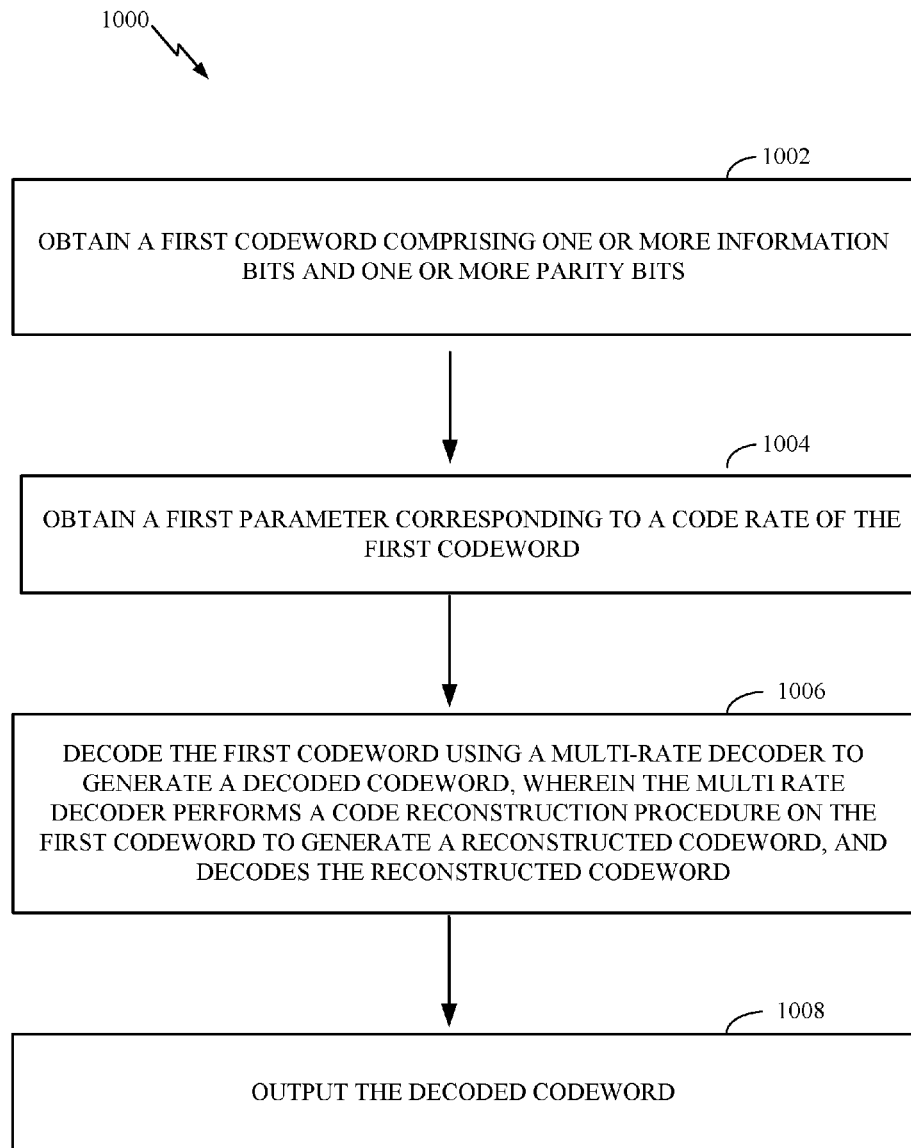 1000
1002
OBTAIN A FIRST CODEWORD COMPRISING ONE OR MORE INFORMATION
BITS AND ONE OR MORE PARITY BITS
1004
OBTAIN A FIRST PARAMETER CORRESPONDING TO A CODE RATE OF THE
FIRST CODEWORD
1006
DECODE THE FIRST CODEWORD USING A MULTI-RATE DECODER TO
GENERATE A DECODED CODEWORD, WHEREIN THE MULTI RATE
DECODER PERFORMS A CODE RECONSTRUCTION PROCEDURE ON THE
FIRST CODEWORD TO GENERATE A RECONSTRUCTED CODEWORD, AND
DECODES THE RECONSTRUCTED CODEWORD
1008
OUTPUT THE DECODED CODEWORD